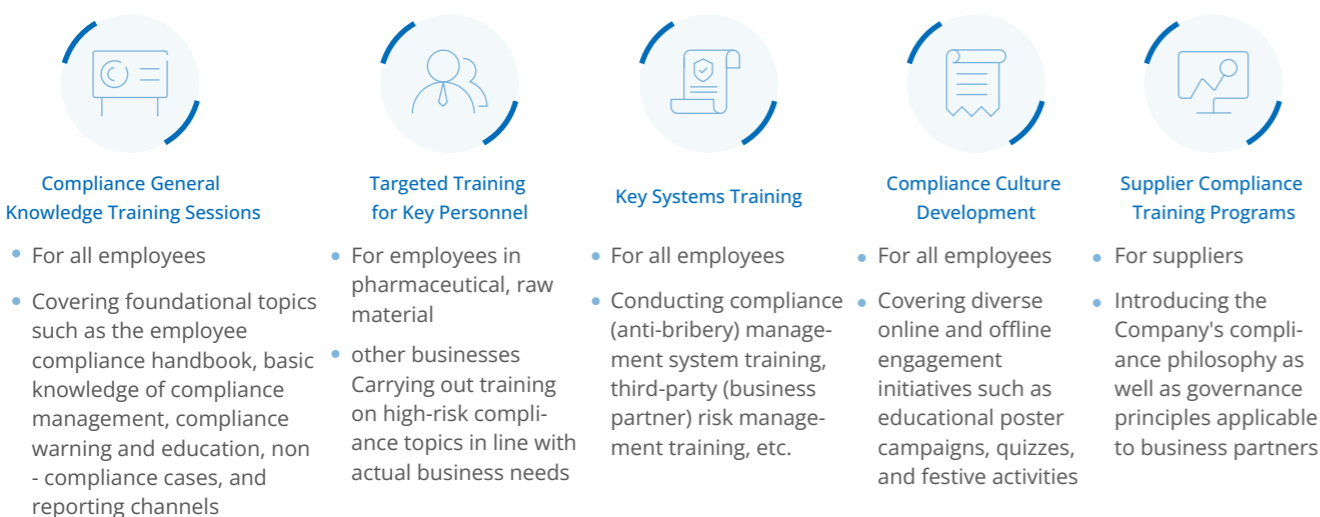 Compliance General
Knowledge Training Sessions
• For all employees
• Covering foundational topics
such as the employee
compliance handbook, basic
knowledge of compliance
management, compliance
warning and education, non
- compliance cases, and
reporting channels
Targeted Training
for Key Personnel
• For employees in
pharmaceutical, raw
material
• other businesses
Carrying out training
on high-risk compli-
ance topics in line with
actual business needs
Key Systems Training
• For all employees
• Conducting compliance
(anti-bribery) manage-
ment system training,
third-party (business
partner) risk manage-
ment training, etc.
Compliance Culture
Development
• For all employees
• Covering diverse
online and offline
engagement
initiatives such as
educational poster
campaigns, quizzes,
and festive activities
Supplier Compliance
Training Programs
• For suppliers
• Introducing the
Company's compli-
ance philosophy as
well as governance
principles applicable
to business partners